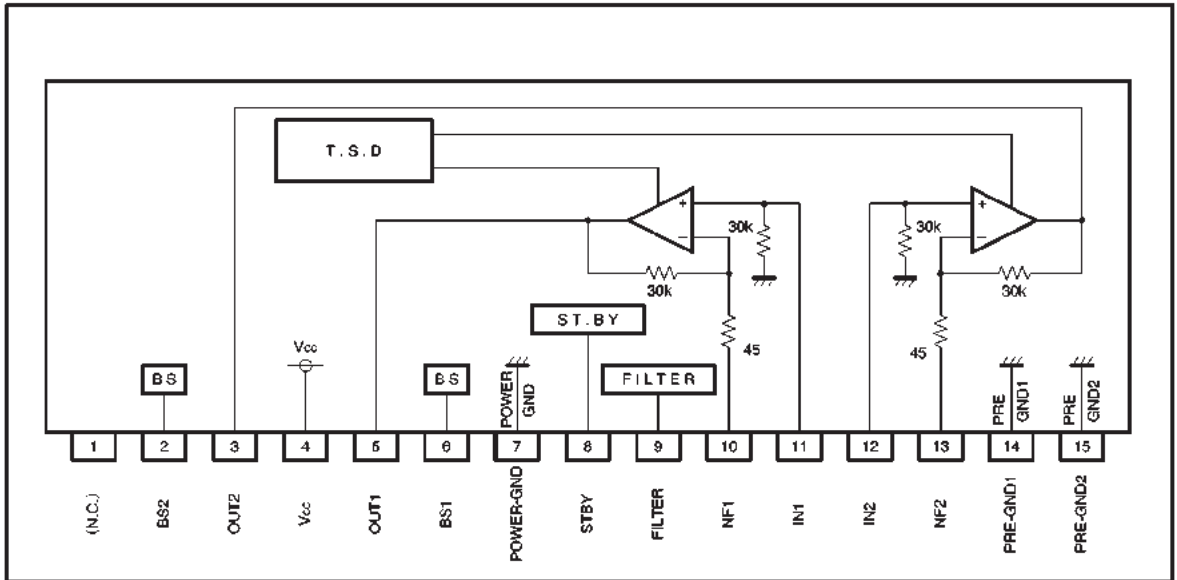 T.S.D
+
−
30k
30k
45
+
−
30k
30k
45
ST.BY
Vcc
BS
BS
POWER
GND
FILTER
PRE
GND1
PRE
GND2
1
2
3
4
5
6
7
8
9
10
11
12
13
14
15
(N.C.)
BS2
OUT2
Vcc
OUT1
BS1
POWER-GND
STBY
FILTER
NF1
IN1
IN2
NF2
PRE-GND1
PRE-GND2